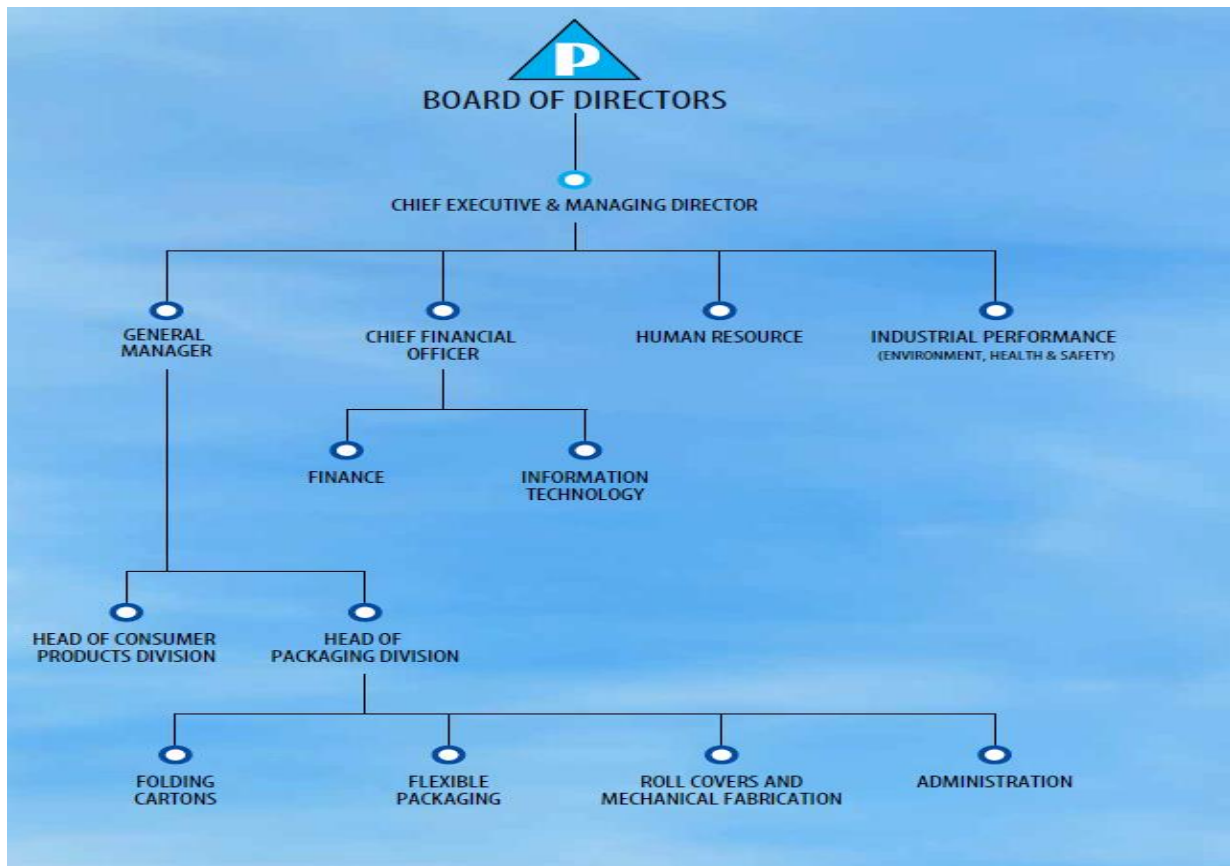 P
BOARD OF DIRECTORS
CHIEF EXECUTIVE & MANAGING DIRECTOR
GENERAL
MANAGER
CHIEF FINANCIAL
OFFICER
HUMAN RESOURCE
INDUSTRIAL PERFORMANCE
(ENVIRONMENT, HEALTH & SAFETY)
FINANCE
INFORMATION
TECHNOLOGY
HEAD OF CONSUMER
PRODUCTS DIVISION
HEAD OF
PACKAGING DIVISION
FOLDING
CARTONS
FLEXIBLE
PACKAGING
ROLL COVERS AND
MECHANICAL FABRICATION
ADMINISTRATION